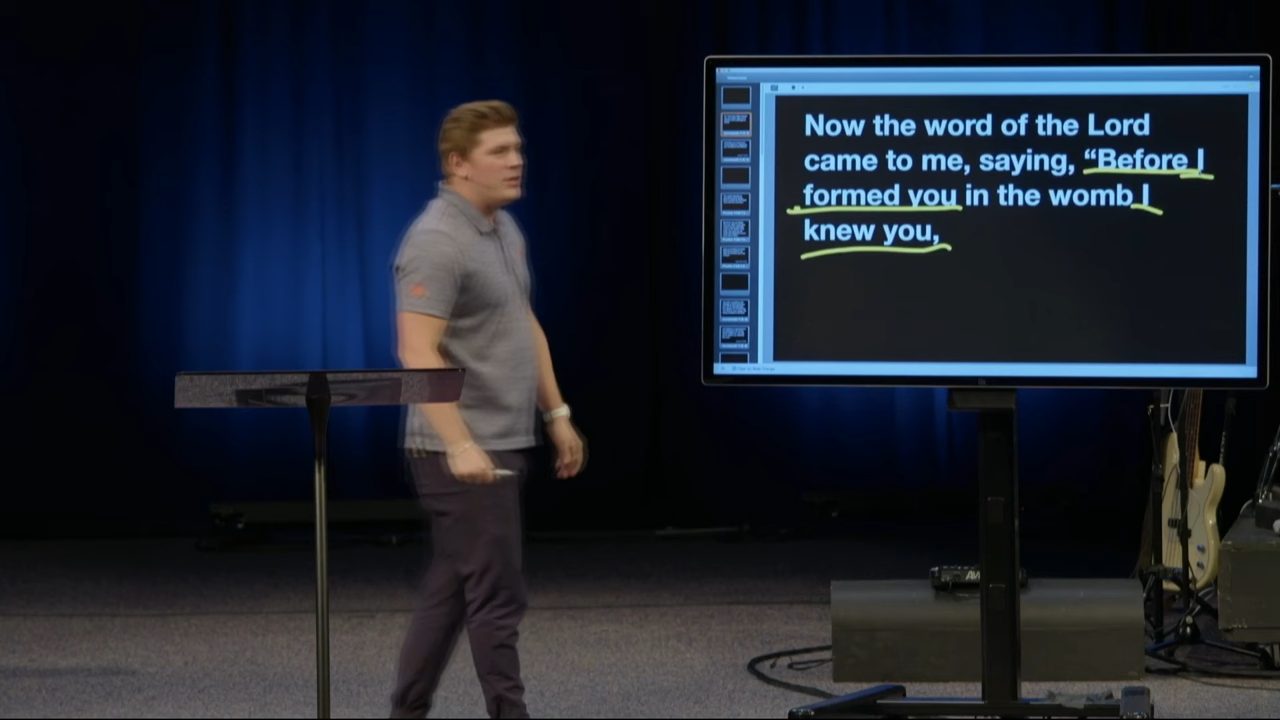 Now the word of the Lord
came to me, saying, “Before I
formed you in the womb I
knew you,